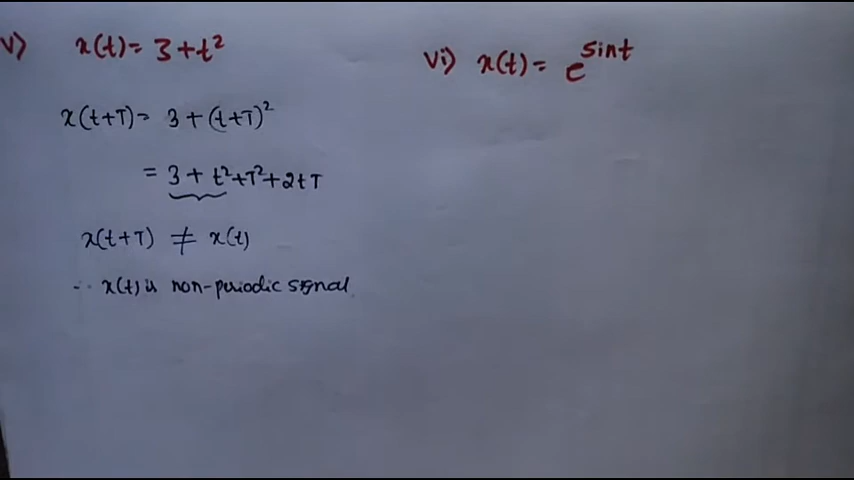 v) x(t) = 3 + t²
x(t+T) = 3 + (t+T)²
= 3 + t² + T² + 2tT
x(t+T) ≠ x(t)
∴ x(t) is non-periodic signal
vi) x(t) = e^sint